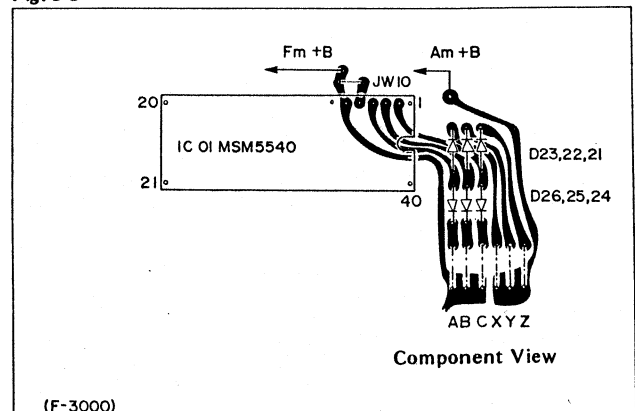 Fm +B
Am +B
JW10
20
1
IC 01 MSM5540
D23,22,21
21
40
D26,25,24
A B C X Y Z
Component View
(F-3000)